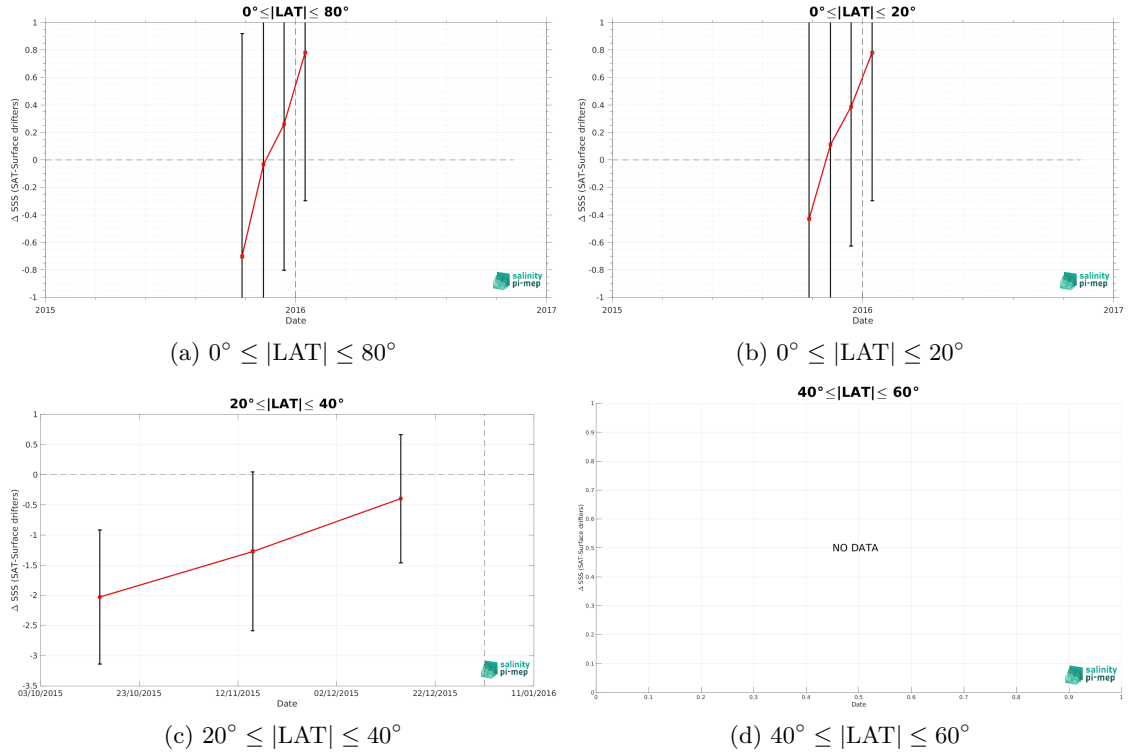 0°≤|LAT|≤ 80°
1
0.8
0.6
0.4
0.2
0
-0.2
-0.4
-0.6
-0.8
-1
Δ SSS (SAT-Surface drifters)
2015
2016
2017
Date
salinity
pi-mep
(a) 0° ≤ |LAT| ≤ 80°
0°≤|LAT|≤ 20°
1
0.8
0.6
0.4
0.2
0
-0.2
-0.4
-0.6
-0.8
-1
Δ SSS (SAT-Surface drifters)
2015
2016
2017
Date
salinity
pi-mep
(b) 0° ≤ |LAT| ≤ 20°
20°≤|LAT|≤ 40°
1
0.5
0
-0.5
-1
-1.5
-2
-2.5
-3
-3.5
Δ SSS (SAT-Surface drifters)
03/10/2015
23/10/2015
12/11/2015
02/12/2015
22/12/2015
11/01/2016
Date
salinity
pi-mep
(c) 20° ≤ |LAT| ≤ 40°
40°≤|LAT|≤ 60°
1
0.9
0.8
0.7
0.6
0.5
0.4
0.3
0.2
0.1
0
Δ SSS (SAT-Surface drifters)
NO DATA
0
0.1
0.2
0.3
0.4
0.5
0.6
0.7
0.8
0.9
1
Date
salinity
pi-mep
(d) 40° ≤ |LAT| ≤ 60°